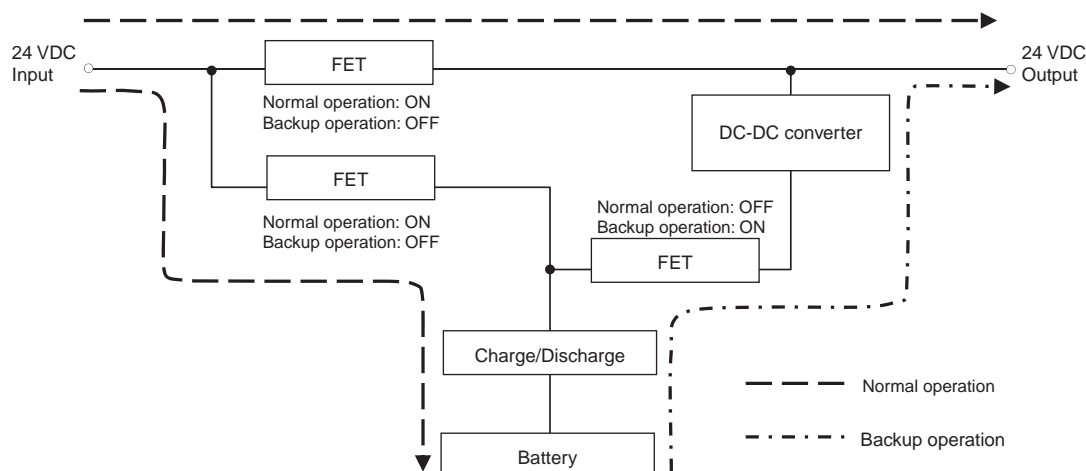 24 VDC
Input
FET
24 VDC
Output
Normal operation: ON
Backup operation: OFF
DC-DC converter
FET
Normal operation: ON
Backup operation: OFF
Normal operation: OFF
Backup operation: ON
FET
Charge/Discharge
Normal operation
Backup operation
Battery